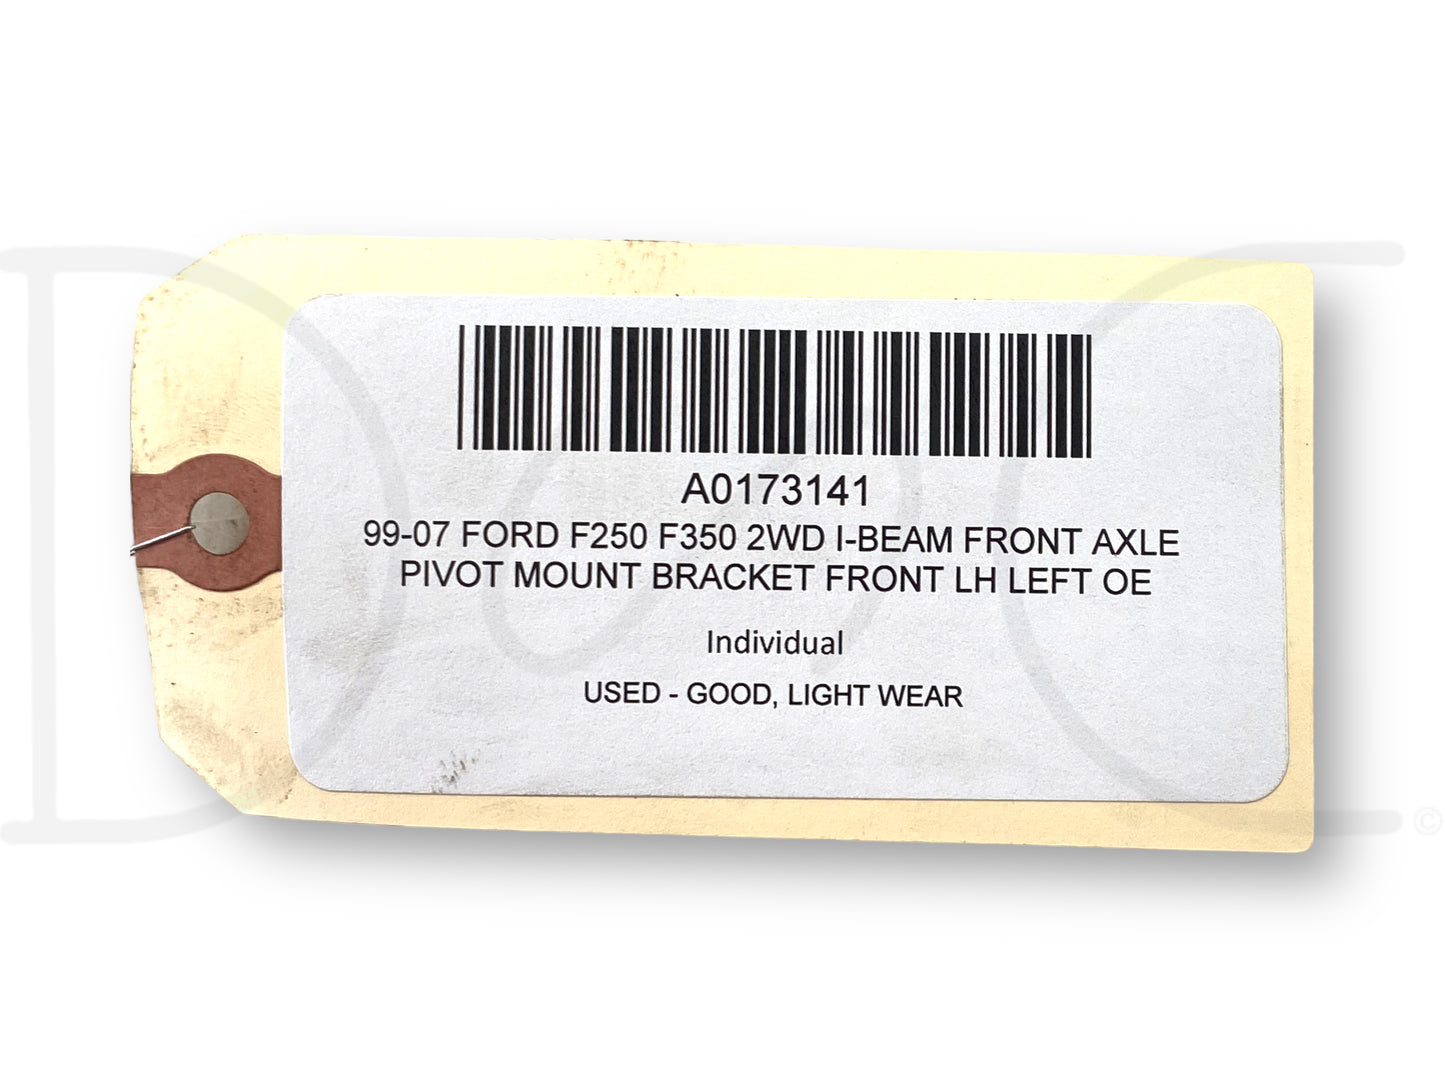 A0173141
99-07 FORD F250 F350 2WD I-BEAM FRONT AXLE
PIVOT MOUNT BRACKET FRONT LH LEFT OE
Individual
USED - GOOD, LIGHT WEAR
©